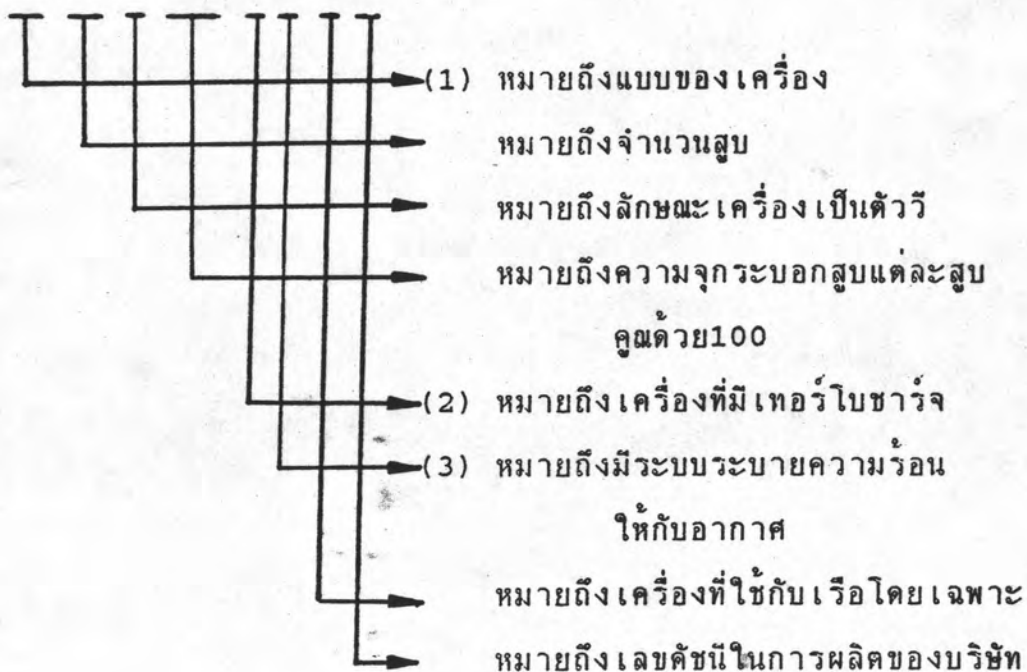 (1) หมายถึงแบบของเครื่อง
หมายถึงจำนวนสูบ
หมายถึงลักษณะเครื่องเป็นตัววี
หมายถึงความจุกระบอกสูบแต่ละสูบ
คูณด้วย100
(2) หมายถึงเครื่องที่มีเทอร์โบชาร์จ
(3) หมายถึงมีระบบระบายความร้อน
ให้กับอากาศ
หมายถึงเครื่องที่ใช้กับเรือโดยเฉพาะ
หมายถึงเลขดัชนีในการผลิตของบริษัท